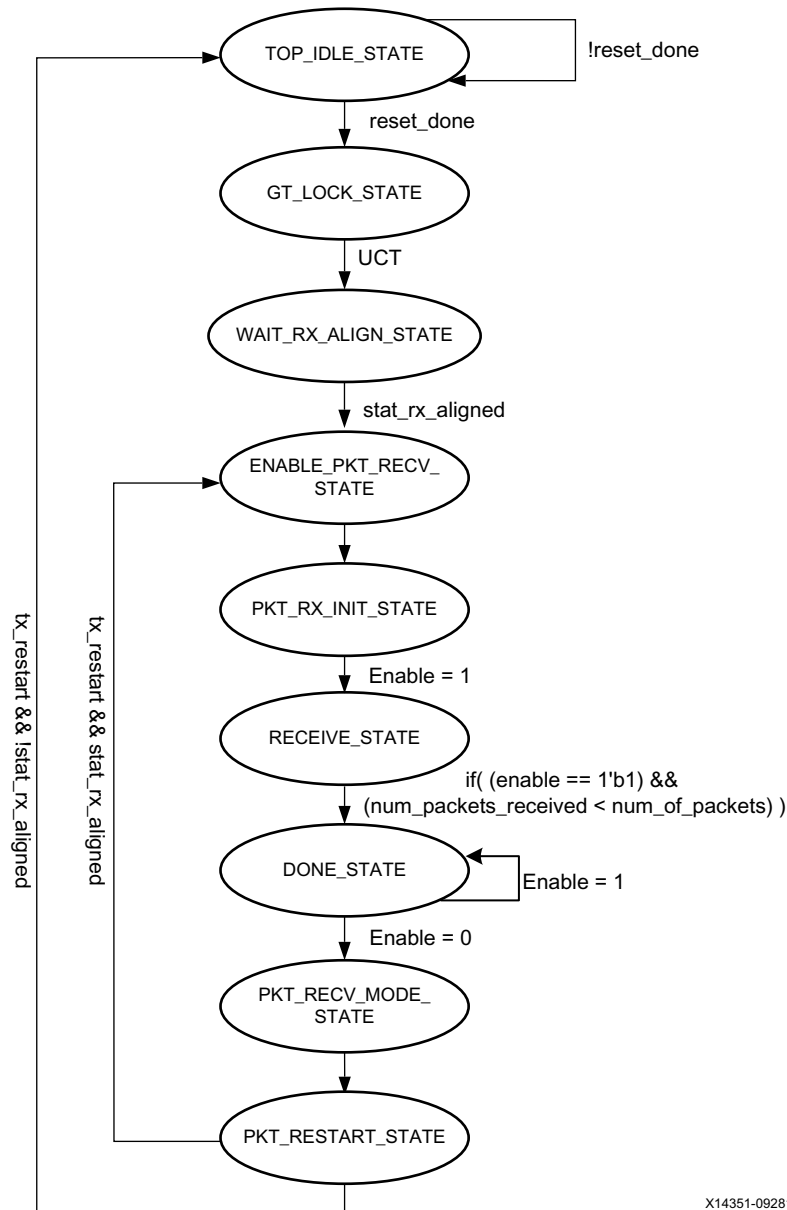 TOP_IDLE_STATE
!reset_done
reset_done
GT_LOCK_STATE
UCT
WAIT_RX_ALIGN_STATE
stat_rx_aligned
ENABLE_PKT_RECV_
STATE
PKT_RX_INIT_STATE
Enable = 1
RECEIVE_STATE
if( (enable == 1'b1) &&
(num_packets_received < num_of_packets) )
DONE_STATE
Enable = 1
Enable = 0
PKT_RECV_MODE_
STATE
PKT_RESTART_STATE
tx_restart && !stat_rx_aligned
tx_restart && stat_rx_aligned
X14351-0928